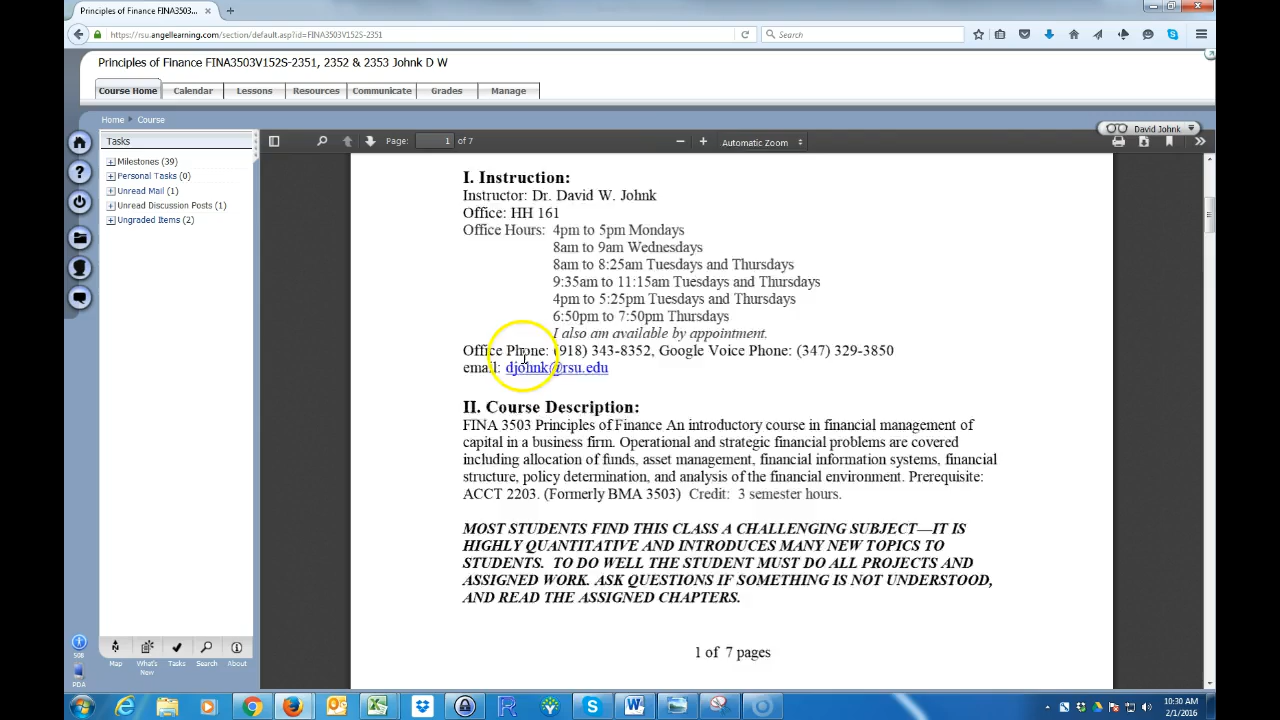 Principles of Finance FINA3503...
https://rsu.angellearning.com/section/default.asp?id=FINA3503V152S-2351
Search
Principles of Finance FINA3503V152S-2351, 2352 & 2353 Johnk D W
Course Home Calendar Lessons Resources Communicate Grades Manage
Home Course
David Johnk
Tasks
Page: 1 of 7
Automatic Zoom
Milestones (39)
Personal Tasks (0)
Unread Mail (1)
Unread Discussion Posts (1)
Ungraded Items (2)
I. Instruction:
Instructor: Dr. David W. Johnk
Office: HH 161
Office Hours: 4pm to 5pm Mondays
8am to 9am Wednesdays
8am to 8:25am Tuesdays and Thursdays
9:35am to 11:15am Tuesdays and Thursdays
4pm to 5:25pm Tuesdays and Thursdays
6:50pm to 7:50pm Thursdays
I also am available by appointment.
Office Phone: (918) 343-8352, Google Voice Phone: (347) 329-3850
email: djohnk@rsu.edu
II. Course Description:
FINA 3503 Principles of Finance An introductory course in financial management of
capital in a business firm. Operational and strategic financial problems are covered
including allocation of funds, asset management, financial information systems, financial
structure, policy determination, and analysis of the financial environment. Prerequisite:
ACCT 2203. (Formerly BMA 3503) Credit: 3 semester hours.
MOST STUDENTS FIND THIS CLASS A CHALLENGING SUBJECT—IT IS
HIGHLY QUANTITATIVE AND INTRODUCES MANY NEW TOPICS TO
STUDENTS. TO DO WELL THE STUDENT MUST DO ALL PROJECTS AND
ASSIGNED WORK. ASK QUESTIONS IF SOMETHING IS NOT UNDERSTOOD,
AND READ THE ASSIGNED CHAPTERS.
1 of 7 pages
508
PDA
Map What's New Tasks Search About
10:30 AM
2/1/2016